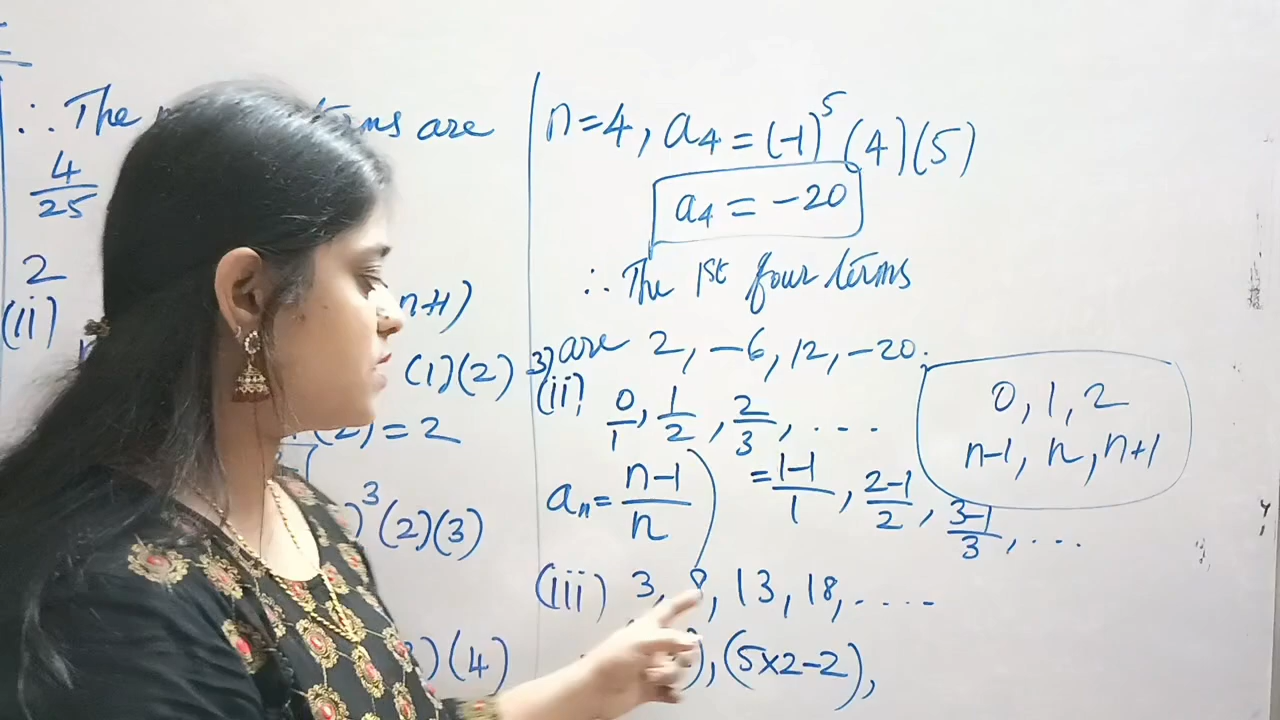 ∴ The terms are
4/25
2
(ii) n+1)
(1)(2)
(2) = 2
)³(2)(3)
)(4)
n=4, a₄ = (-1)⁵ (4)(5)
a₄ = -20
∴ The 1st four terms
are 2, -6, 12, -20.
3)
(ii) 0/1, 1/2, 2/3, ....
aₙ = n-1/n = 1-1/1, 2-1/2, 3-1/3, ...
0, 1, 2
n-1, n, n+1
(iii) 3, 8, 13, 18, .....
), (5×2-2),